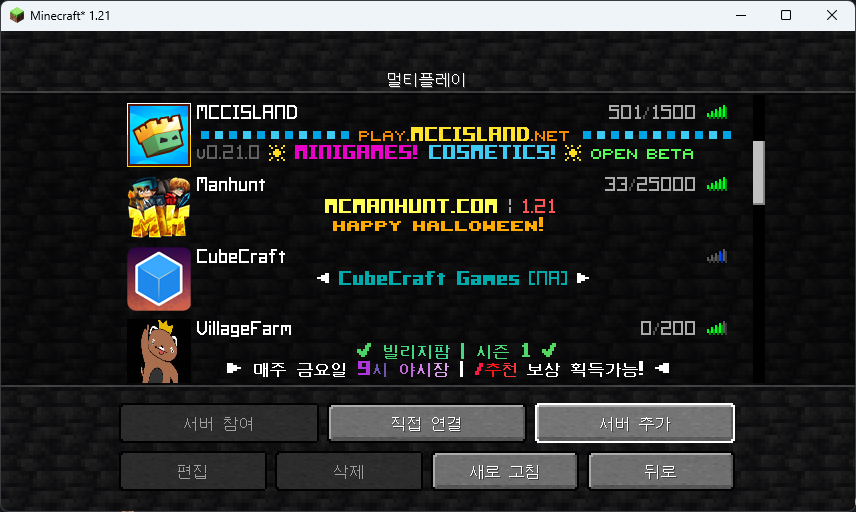 Minecraft* 1.21
멀티플레이
MCCISLAND 501/1500
PLAY.MCCISLAND.NET
v0.21.0 MINIGAMES! COSMETICS! OPEN BETA
Manhunt 33/25000
MCMANHUNT.COM ¦ 1.21
HAPPY HALLOWEEN!
MH
CubeCraft
CubeCraft Games [NA]
VillageFarm 0/200
✔ 빌리지팜 | 시즌 1 ✔
매주 금요일 9시 야시장 | /추천 보상 획득가능!
서버 참여 직접 연결 서버 추가
편집 삭제 새로 고침 뒤로